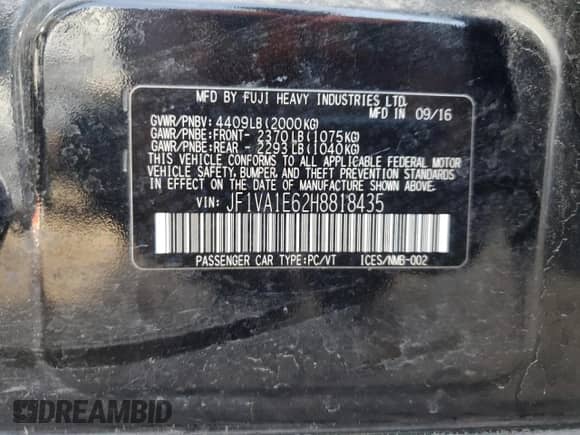 MFD BY FUJI HEAVY INDUSTRIES LTD.
MFD IN 09/16
GVWR/PNBV: 4409LB(2000KG)
GAWR/PNBE:FRONT- 2370LB(1075KG)
GAWR/PNBE:REAR - 2293LB(1040KG)
THIS VEHICLE CONFORMS TO ALL APPLICABLE FEDERAL MOTOR
VEHICLE SAFETY, BUMPER, AND THEFT PREVENTION STANDARDS
IN EFFECT ON THE DATE OF MANUFACTURE SHOWN ABOVE.
VIN: JF1VA1E62H8818435
PASSENGER CAR TYPE:PC/VT ICES/NMB-002
DREAMBID